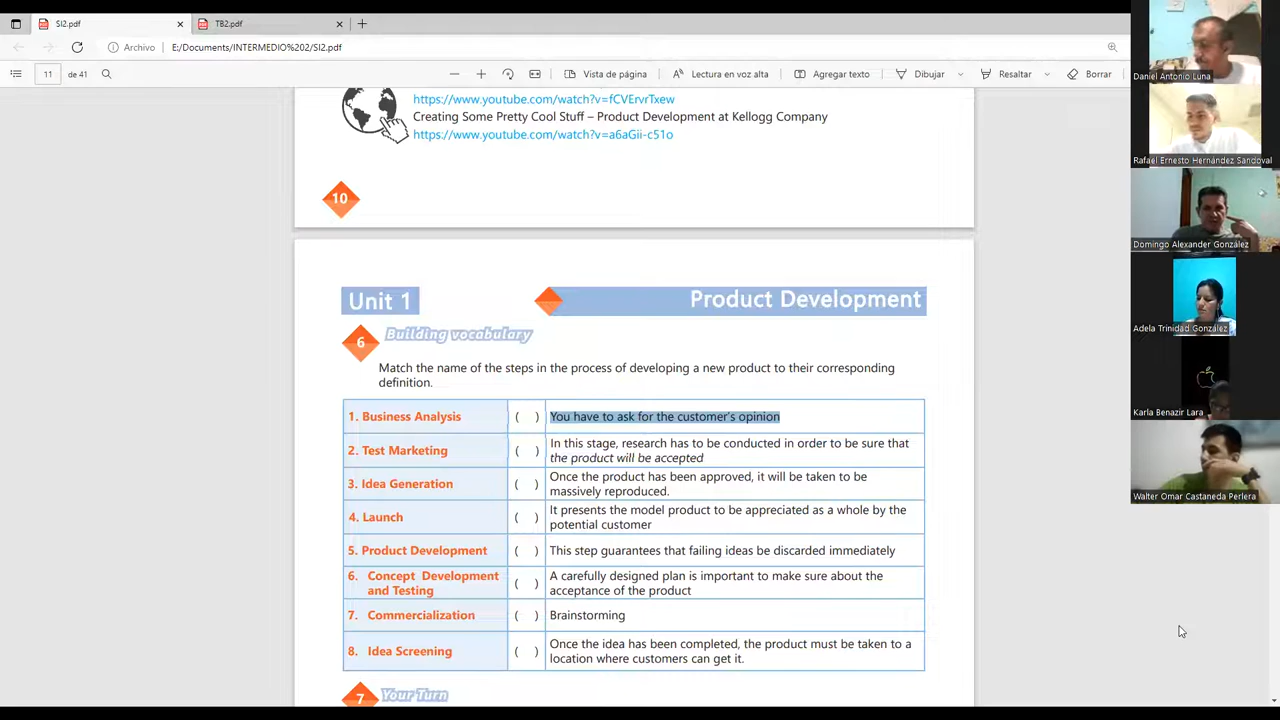 SI2.pdf
TB2.pdf
Archivo E:/Documents/INTERMEDIO%202/SI2.pdf
11 de 41
Vista de página
Lectura en voz alta
Agregar texto
Dibujar
Resaltar
Borrar
https://www.youtube.com/watch?v=fCVErvrTxew
Creating Some Pretty Cool Stuff – Product Development at Kellogg Company
https://www.youtube.com/watch?v=a6aGii-c51o
10
Unit 1
Product Development
6 Building vocabulary
Match the name of the steps in the process of developing a new product to their corresponding
definition.
1. Business Analysis ( ) You have to ask for the customer's opinion
2. Test Marketing ( ) In this stage, research has to be conducted in order to be sure that
the product will be accepted
3. Idea Generation ( ) Once the product has been approved, it will be taken to be
massively reproduced.
4. Launch ( ) It presents the model product to be appreciated as a whole by the
potential customer
5. Product Development ( ) This step guarantees that failing ideas be discarded immediately
6. Concept Development
and Testing ( ) A carefully designed plan is important to make sure about the
acceptance of the product
7. Commercialization ( ) Brainstorming
8. Idea Screening ( ) Once the idea has been completed, the product must be taken to a
location where customers can get it.
7 Your Turn
Daniel Antonio Luna
Rafael Ernesto Hernández Sandoval
Domingo Alexander González
Adela Trinidad González
Karla Benazir Lara
Walter Omar Castaneda Perlera